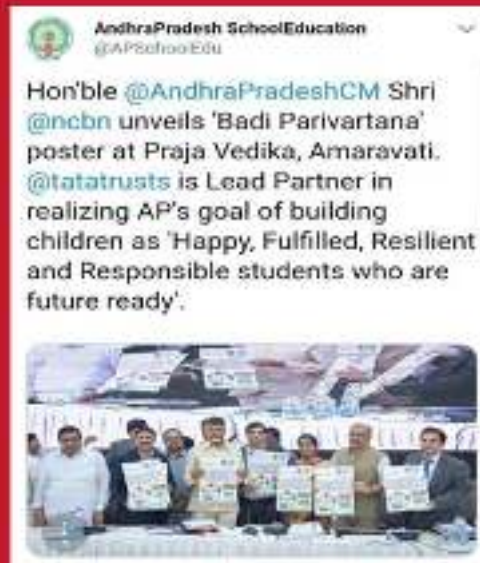 AndhraPradesh SchoolEducation
@APSchoolEdu
Hon'ble @AndhraPradeshCM Shri
@ncbn unveils 'Badi Parivartana'
poster at Praja Vedika, Amaravati.
@tatatrusts is Lead Partner in
realizing AP's goal of building
children as 'Happy, Fulfilled, Resilient
and Responsible students who are
future ready'.